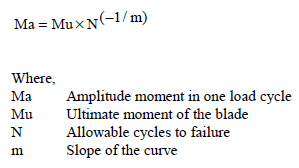 Ma = Mu×N(−1/m)
Where,
Ma Amplitude moment in one load cycle
Mu Ultimate moment of the blade
N Allowable cycles to failure
m Slope of the curve